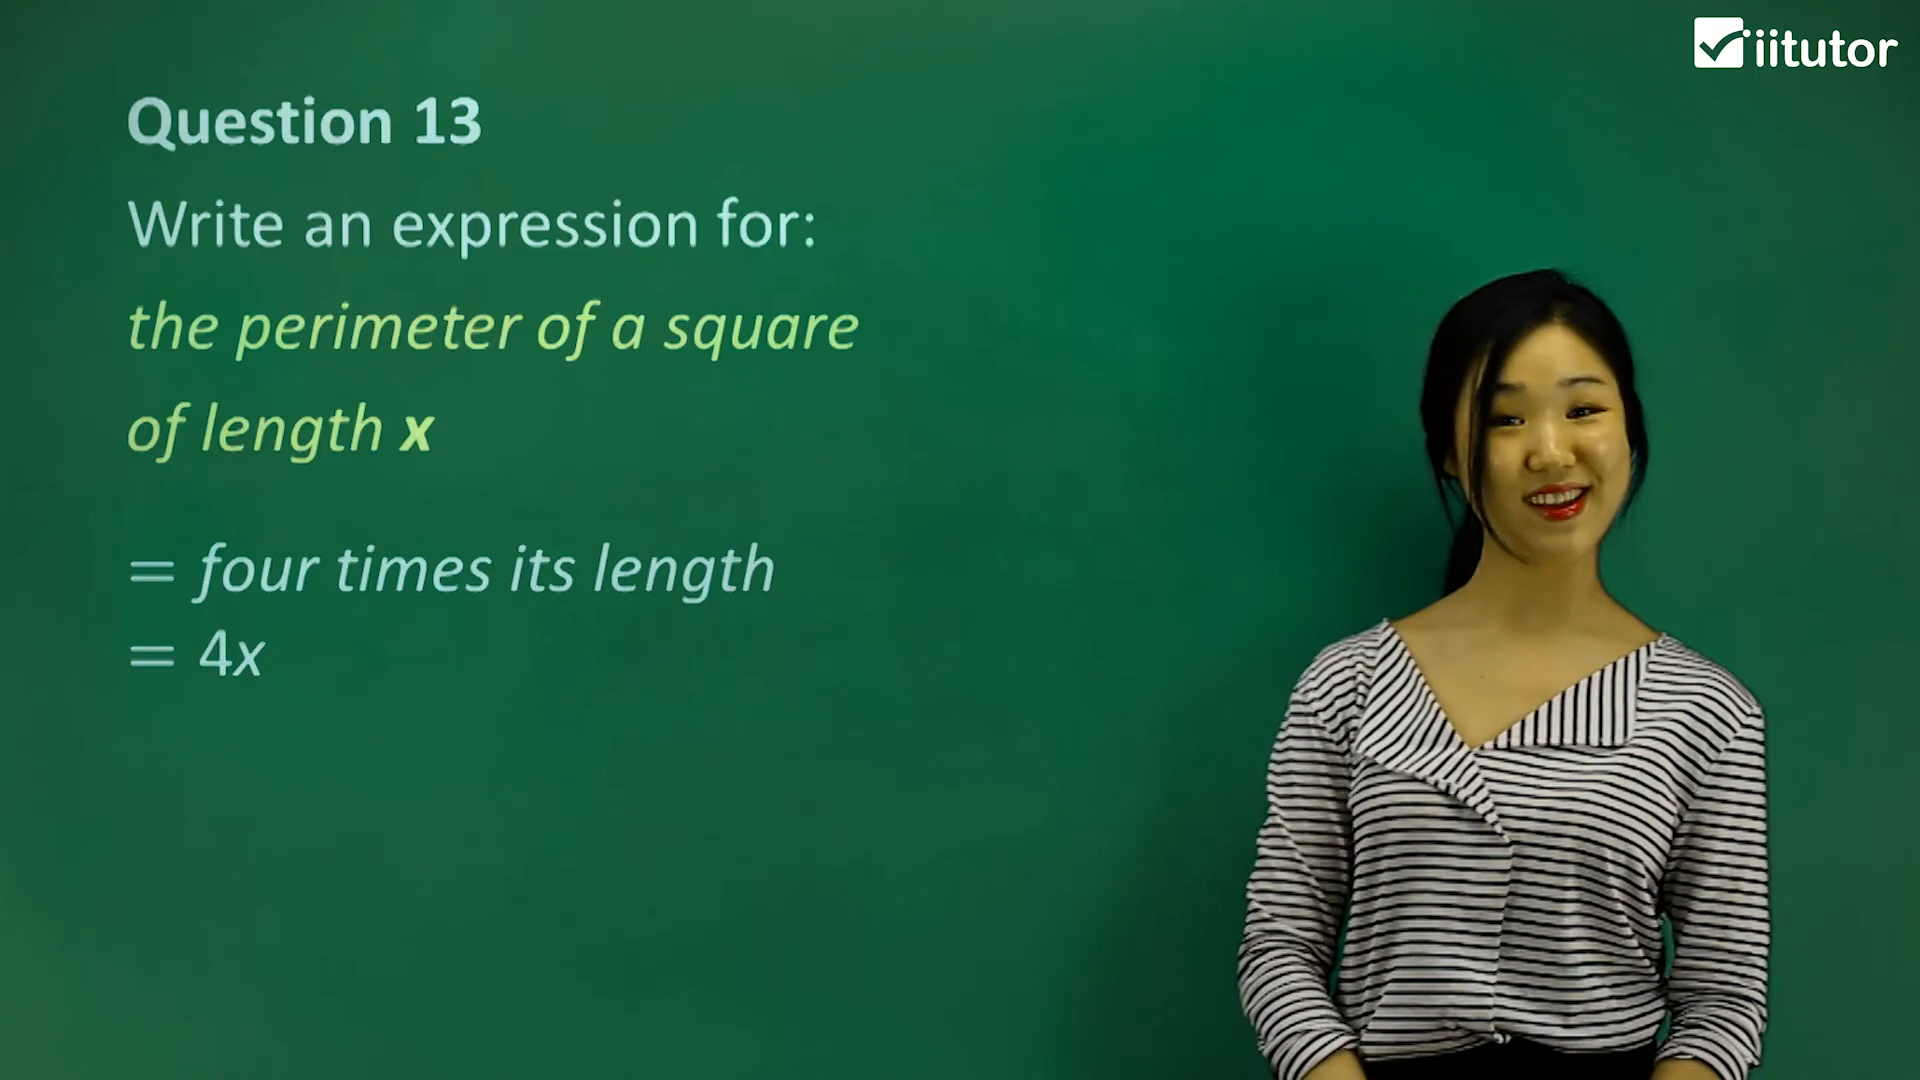 iitutor
Question 13
Write an expression for:
the perimeter of a square
of length x
= four times its length
= 4x